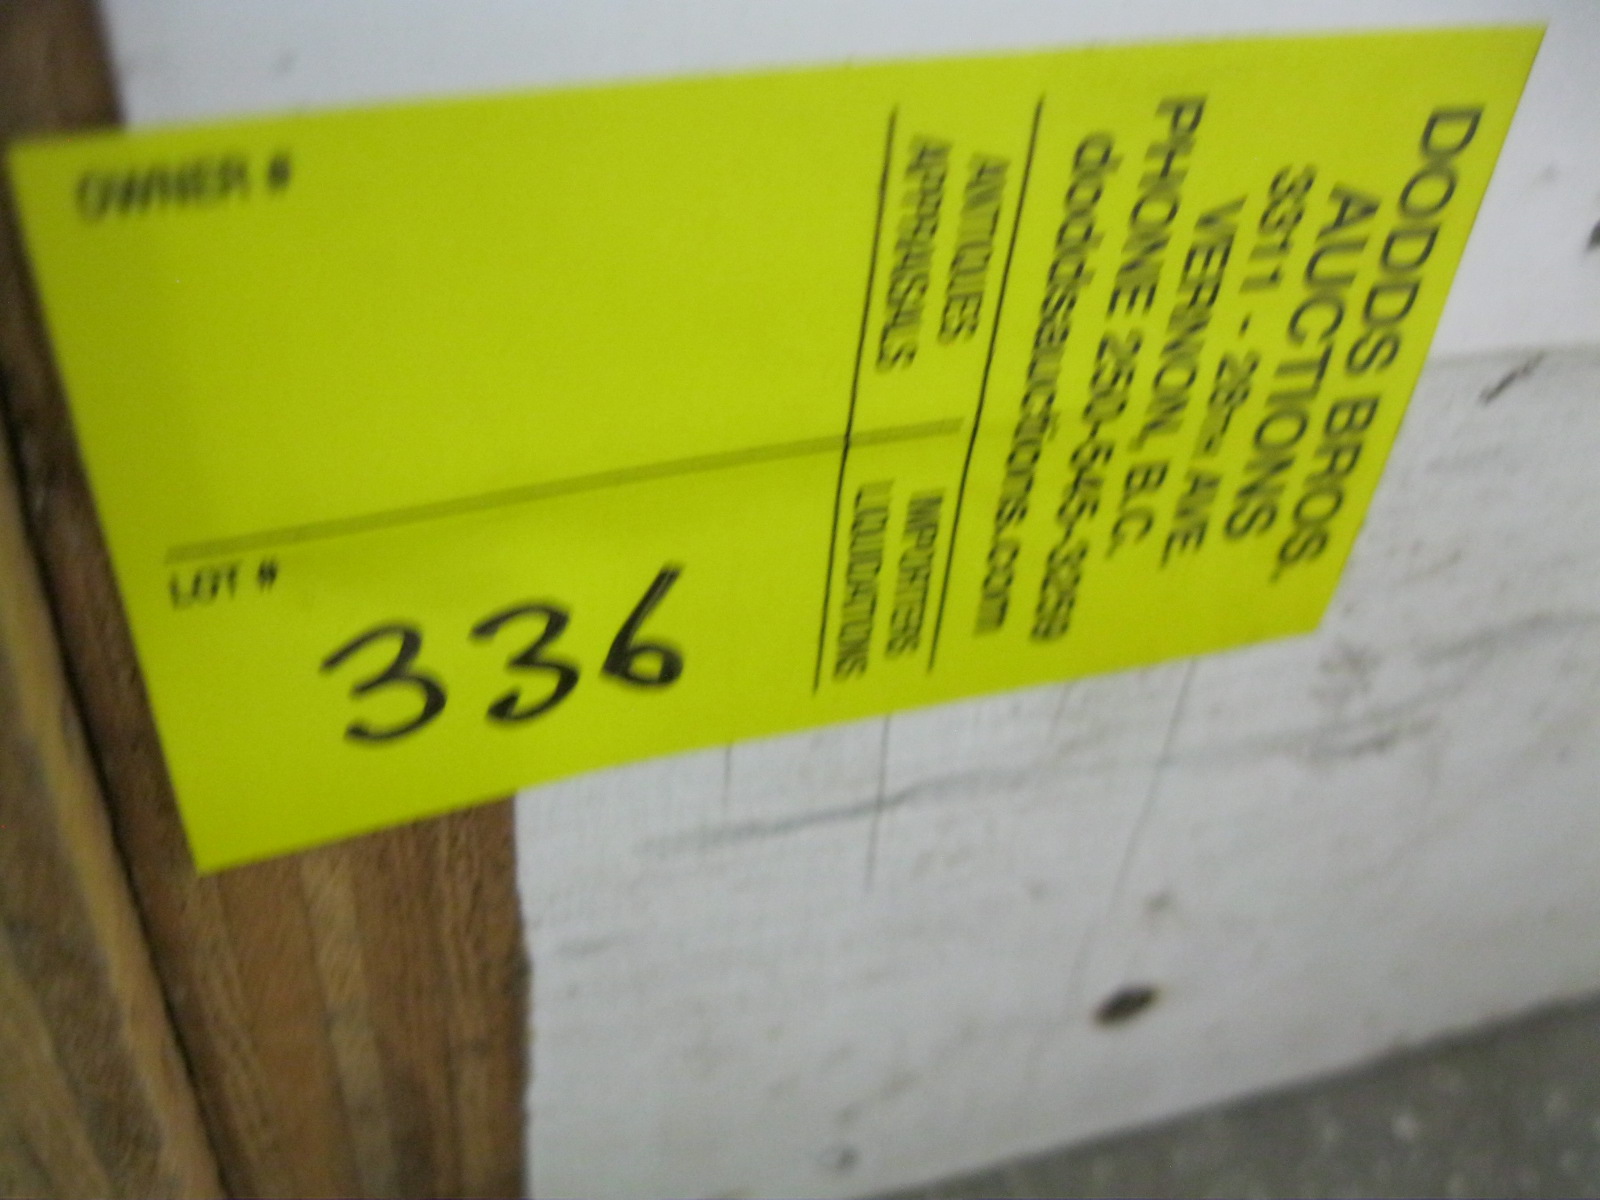 DODDS BROS.
AUCTIONS
3311 - 28TH AVE.
VERNON, B.C.
PHONE 250-545-3259
doddsauctions.com
ANTIQUES
APPRAISALS
IMPORTERS
LIQUIDATIONS
OWNER #
LOT #
336